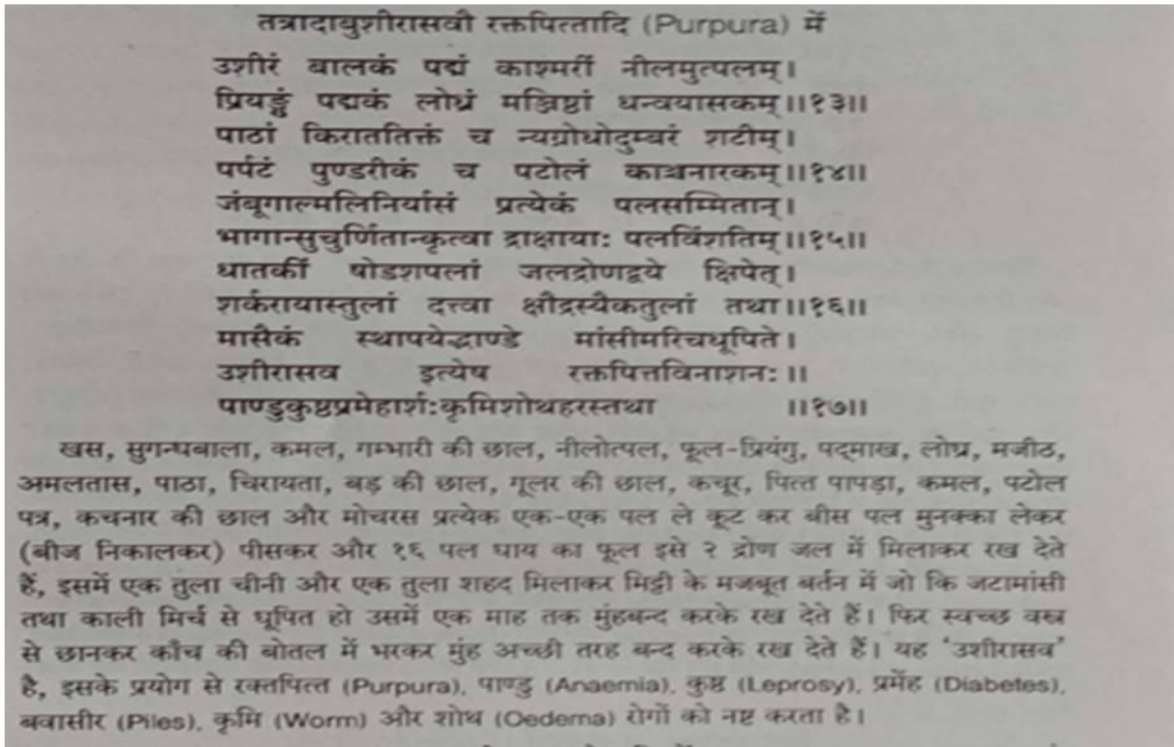 तत्रादाबुशीरासवी रक्तपित्तादि (Purpura) में
उशीरं बालकं पद्मं काश्मरीं नीलमुत्पलम्।
प्रियङ्गुं पद्मकं लोध्रं मञ्जिष्ठां धन्वयासकम्॥१३॥
पाठां किराततिक्तं च न्यग्रोधोदुम्बरं शटीम्।
पर्पटं पुण्डरीकं च पटोलं काञ्चनारकम्॥१४॥
जंबूगाल्मलिनिर्यासं प्रत्येकं पलसम्मितान्।
भागान्सुचुर्णितान्कृत्वा द्राक्षायाः पलविंशतिम्॥१५॥
धातकीं षोडशपलां जलद्रोणद्वये क्षिपेत्।
शर्करायास्तुलां दत्त्वा क्षौद्रस्यैकतुलां तथा॥१६॥
मासैकं स्थापयेद्भाण्डे मांसीमरिचधूपिते।
उशीरासव इत्येष रक्तपित्तविनाशनः॥
पाण्डुकुष्ठप्रमेहार्शःकृमिशोथहरस्तथा ॥१७॥
खस, सुगन्धबाला, कमल, गम्भारी की छाल, नीलोत्पल, फूल-प्रियंगु, पद्माख, लोध्र, मजीठ,
अमलतास, पाठा, चिरायता, बड़ की छाल, गूलर की छाल, कचूर, पित्त पापड़ा, कमल, पटोल
पत्र, कचनार की छाल और मोचरस प्रत्येक एक-एक पल ले कूट कर बीस पल मुनक्का लेकर
(बीज निकालकर) पीसकर और १६ पल धाय का फूल इसे २ द्रोण जल में मिलाकर रख देते
हैं, इसमें एक तुला चीनी और एक तुला शहद मिलाकर मिट्टी के मजबूत बर्तन में जो कि जटामांसी
तथा काली मिर्च से धूपित हो उसमें एक माह तक मुंहबन्द करके रख देते हैं। फिर स्वच्छ वस्त्र
से छानकर काँच की बोतल में भरकर मुंह अच्छी तरह बन्द करके रख देते हैं। यह 'उशीरासव'
है, इसके प्रयोग से रक्तपित्त (Purpura), पाण्डु (Anaemia), कुष्ठ (Leprosy), प्रमेंह (Diabetes),
बवासीर (Piles), कृमि (Worm) और शोथ (Oedema) रोगों को नष्ट करता है।